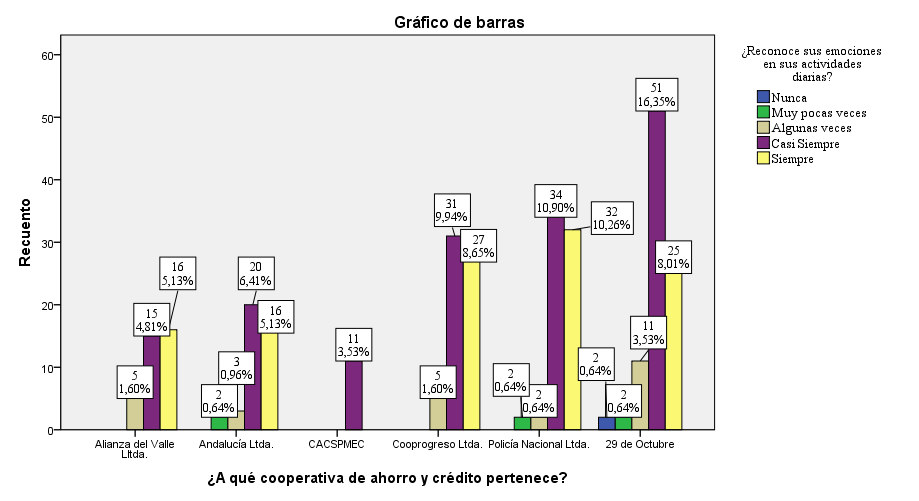 Gráfico de barras
¿Reconoce sus emociones
en sus actividades
diarias?
Nunca
Muy pocas veces
Algunas veces
Casi Siempre
Siempre
Recuento
60
50
40
30
20
10
0
5
1,60%
15
4,81%
16
5,13%
2
0,64%
3
0,96%
20
6,41%
16
5,13%
11
3,53%
5
1,60%
31
9,94%
27
8,65%
2
0,64%
2
0,64%
34
10,90%
32
10,26%
2
0,64%
2
0,64%
11
3,53%
51
16,35%
25
8,01%
Alianza del Valle
Lltda.
Andalucía Ltda.
CACSPMEC
Cooprogreso Ltda.
Policía Nacional Ltda.
29 de Octubre
¿A qué cooperativa de ahorro y crédito pertenece?